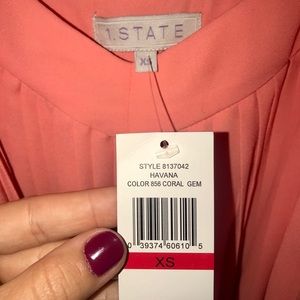 1.STATE
XS
STYLE 8137042
HAVANA
COLOR 856 CORAL GEM
0 39374 60610 5
XS